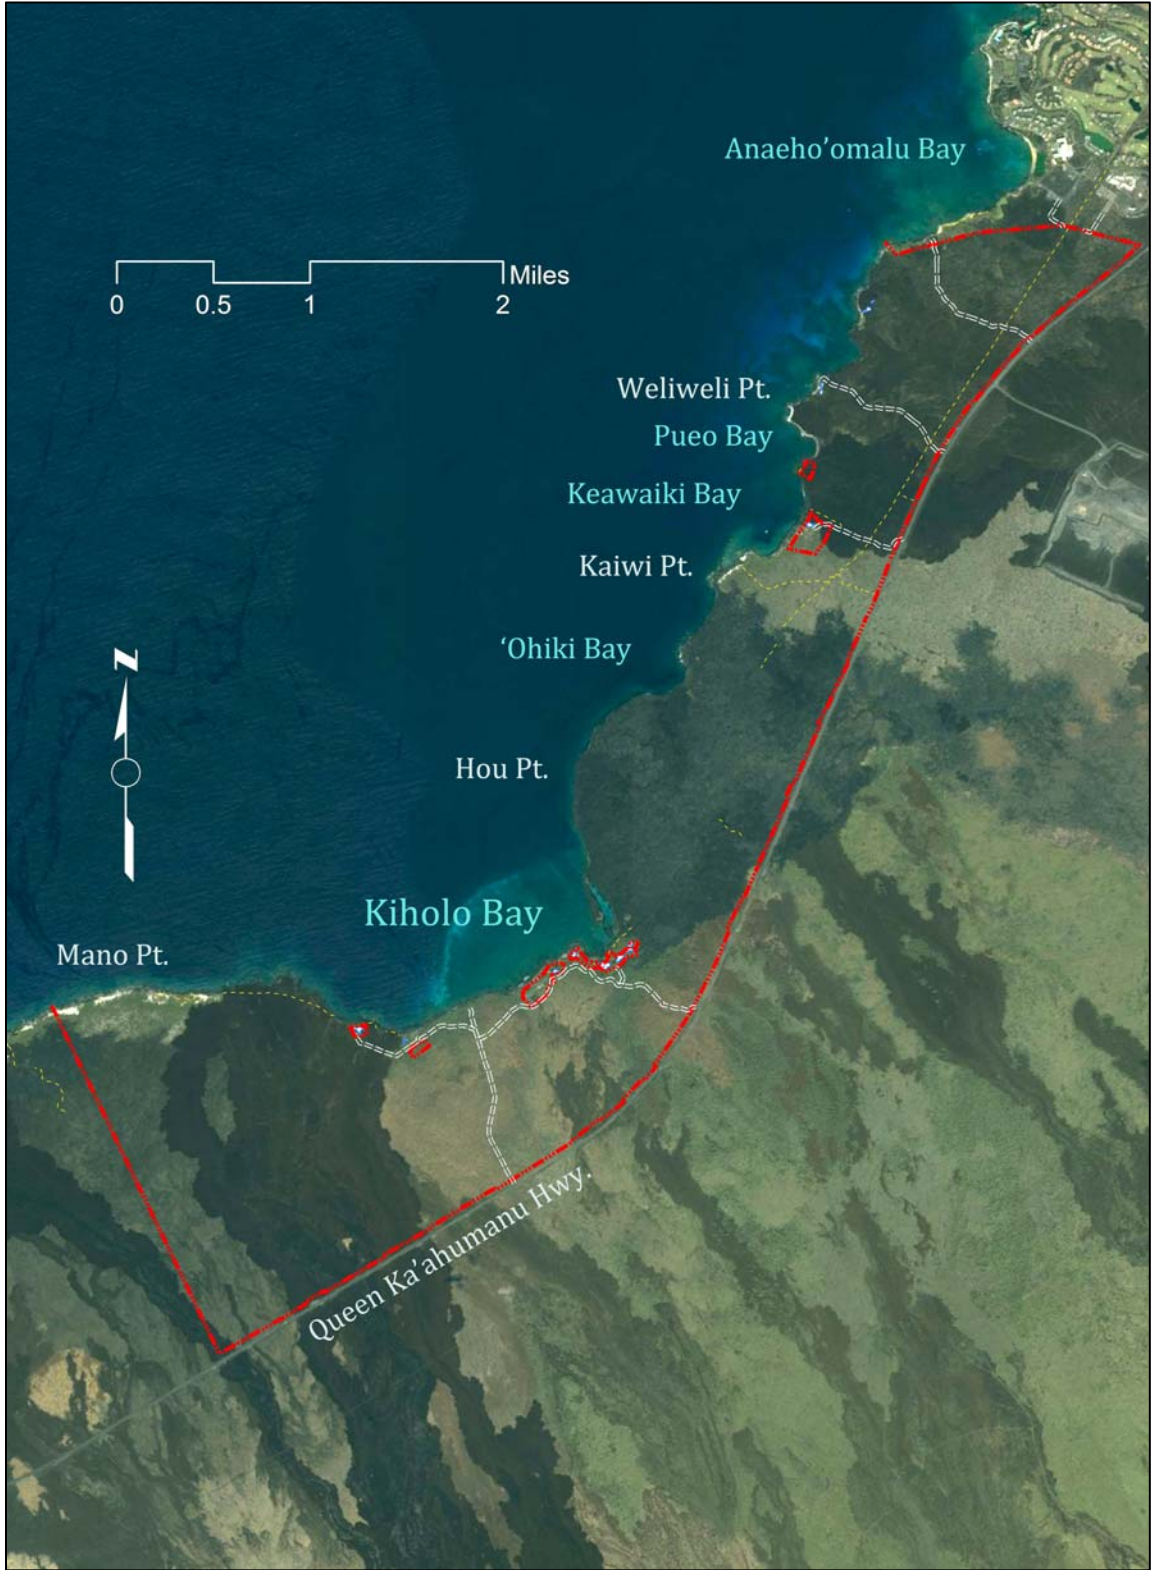 Anaeho’omalu Bay
Miles
0 0.5 1 2
Weliweli Pt.
Pueo Bay
Keawaiki Bay
Kaiwi Pt.
‘Ohiki Bay
N
Hou Pt.
Kiholo Bay
Mano Pt.
Queen Ka’ahumanu Hwy.